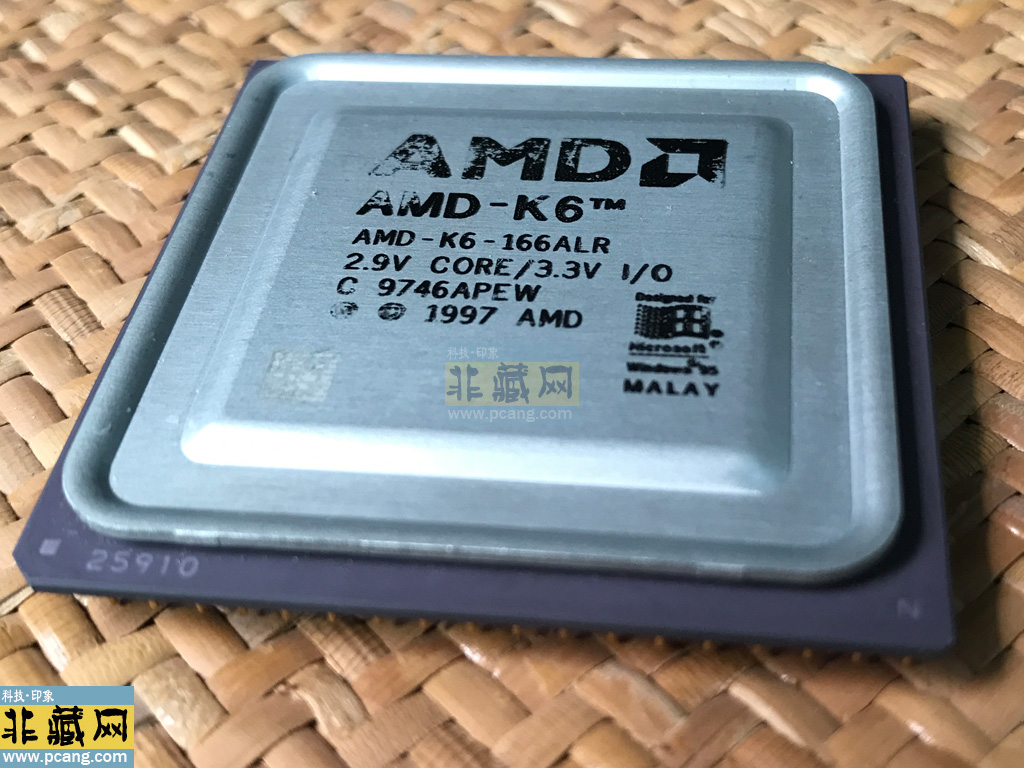 AMD
AMD-K6™
AMD-K6-166ALR
2.9V CORE/3.3V I/O
C 9746APEW
ⓜ © 1997 AMD
Designed for
Microsoft®
Windows®95
MALAY
科技·印象
非藏网
www.pcang.com
25910
N
科技·印象
非藏网
www.pcang.com